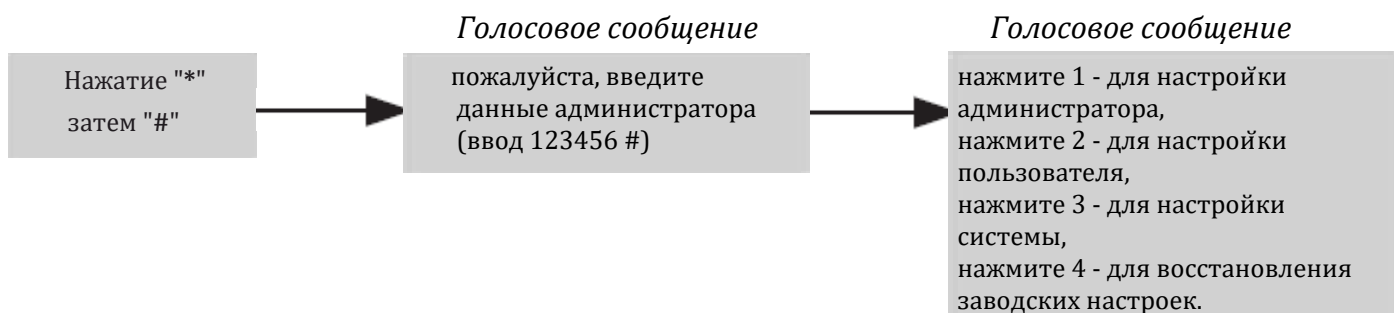 Голосовое сообщение
Голосовое сообщение
Нажатие "*"
затем "#"
пожалуйста, введите
данные администратора
(ввод 123456 #)
нажмите 1 - для настройки
администратора,
нажмите 2 - для настройки
пользователя,
нажмите 3 - для настройки
системы,
нажмите 4 - для восстановления
заводских настроек.